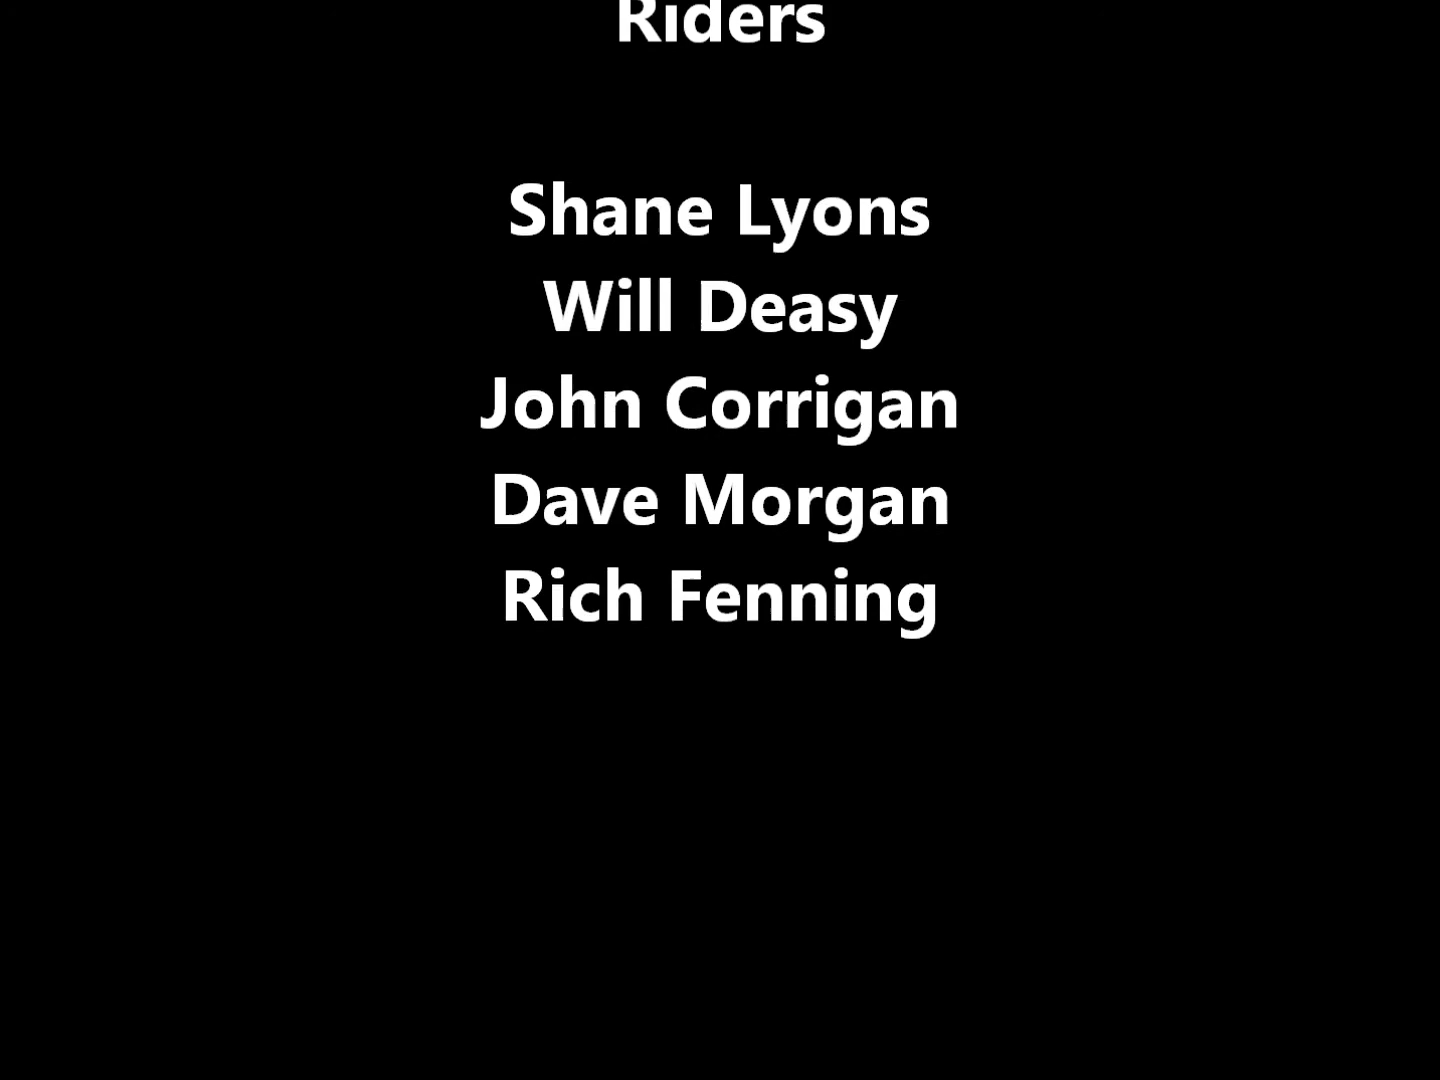 Riders
Shane Lyons
Will Deasy
John Corrigan
Dave Morgan
Rich Fenning